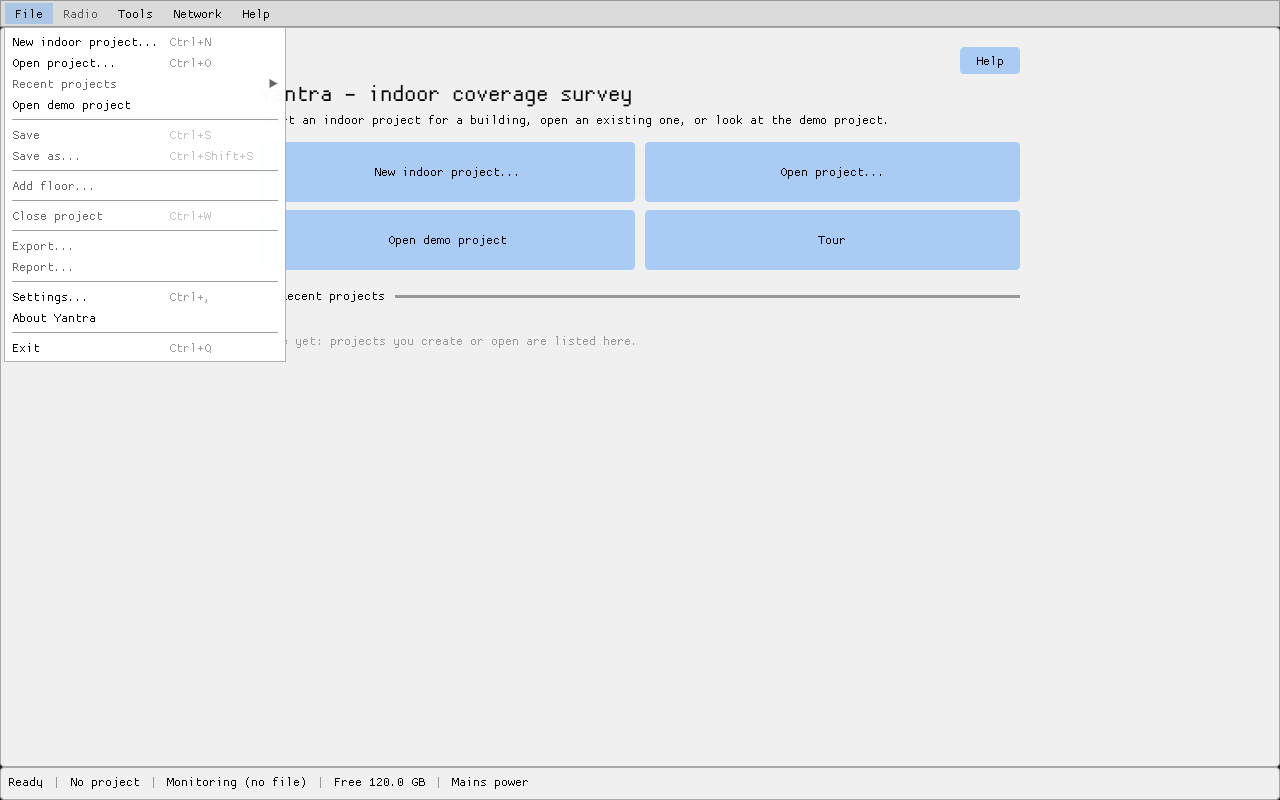 File Radio Tools Network Help
New indoor project... Ctrl+N
Open project... Ctrl+O
Recent projects
Open demo project
Save Ctrl+S
Save as... Ctrl+Shift+S
Add floor...
Close project Ctrl+W
Export...
Report...
Settings... Ctrl+,
About Yantra
Exit Ctrl+Q
Help
ntra - indoor coverage survey
rt an indoor project for a building, open an existing one, or look at the demo project.
New indoor project... Open project...
Open demo project Tour
ecent projects
e yet: projects you create or open are listed here.
Ready | No project | Monitoring (no file) | Free 120.0 GB | Mains power